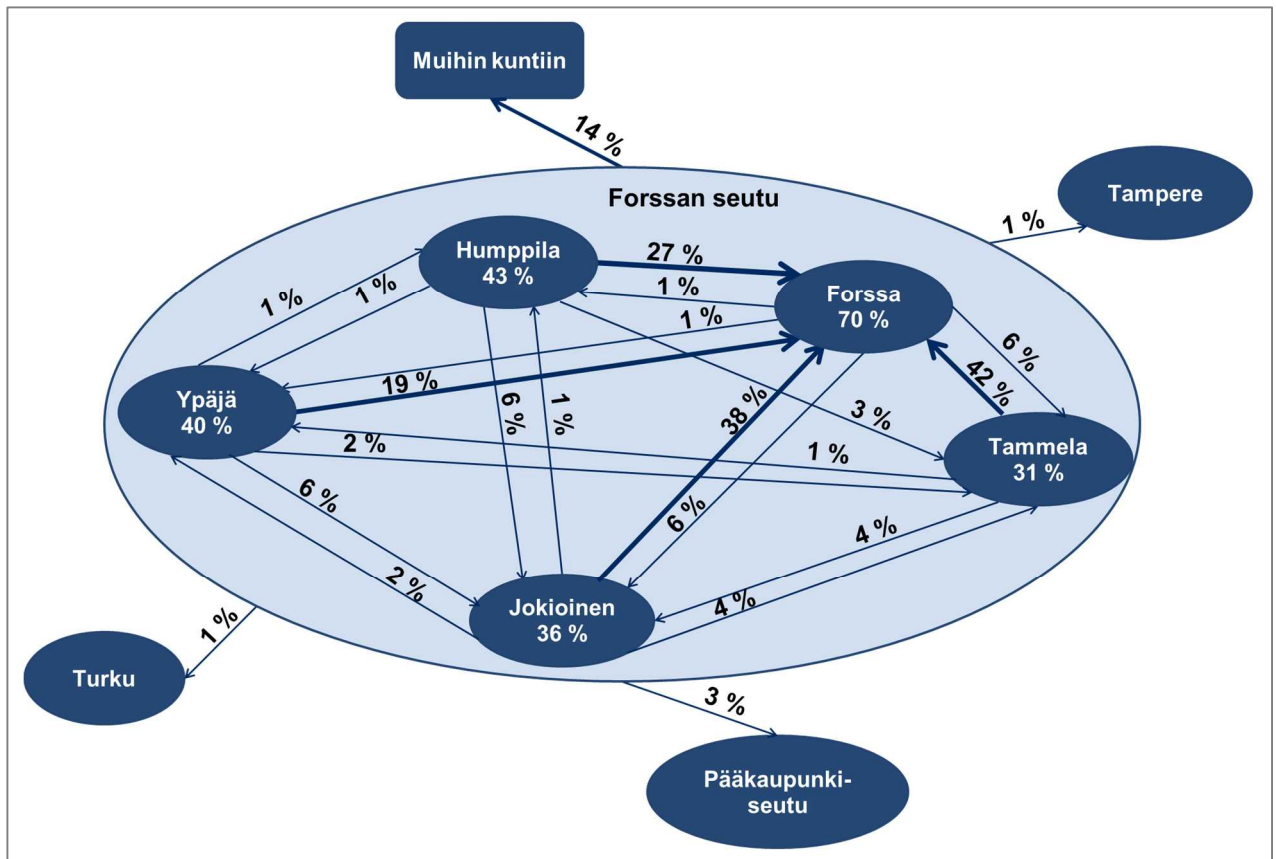 Muihin kuntiin
14 %
Tampere
1 %
Forssan seutu
Humppila
43 %
27 %
Forssa
70 %
1 %
1 %
1 %
1 %
6 %
Ypäjä
40 %
19 %
42 %
6 %
1 %
38 %
3 %
Tammela
31 %
2 %
1 %
6 %
6 %
4 %
2 %
Jokioinen
36 %
4 %
1 %
Turku
3 %
Pääkaupunki-
seutu